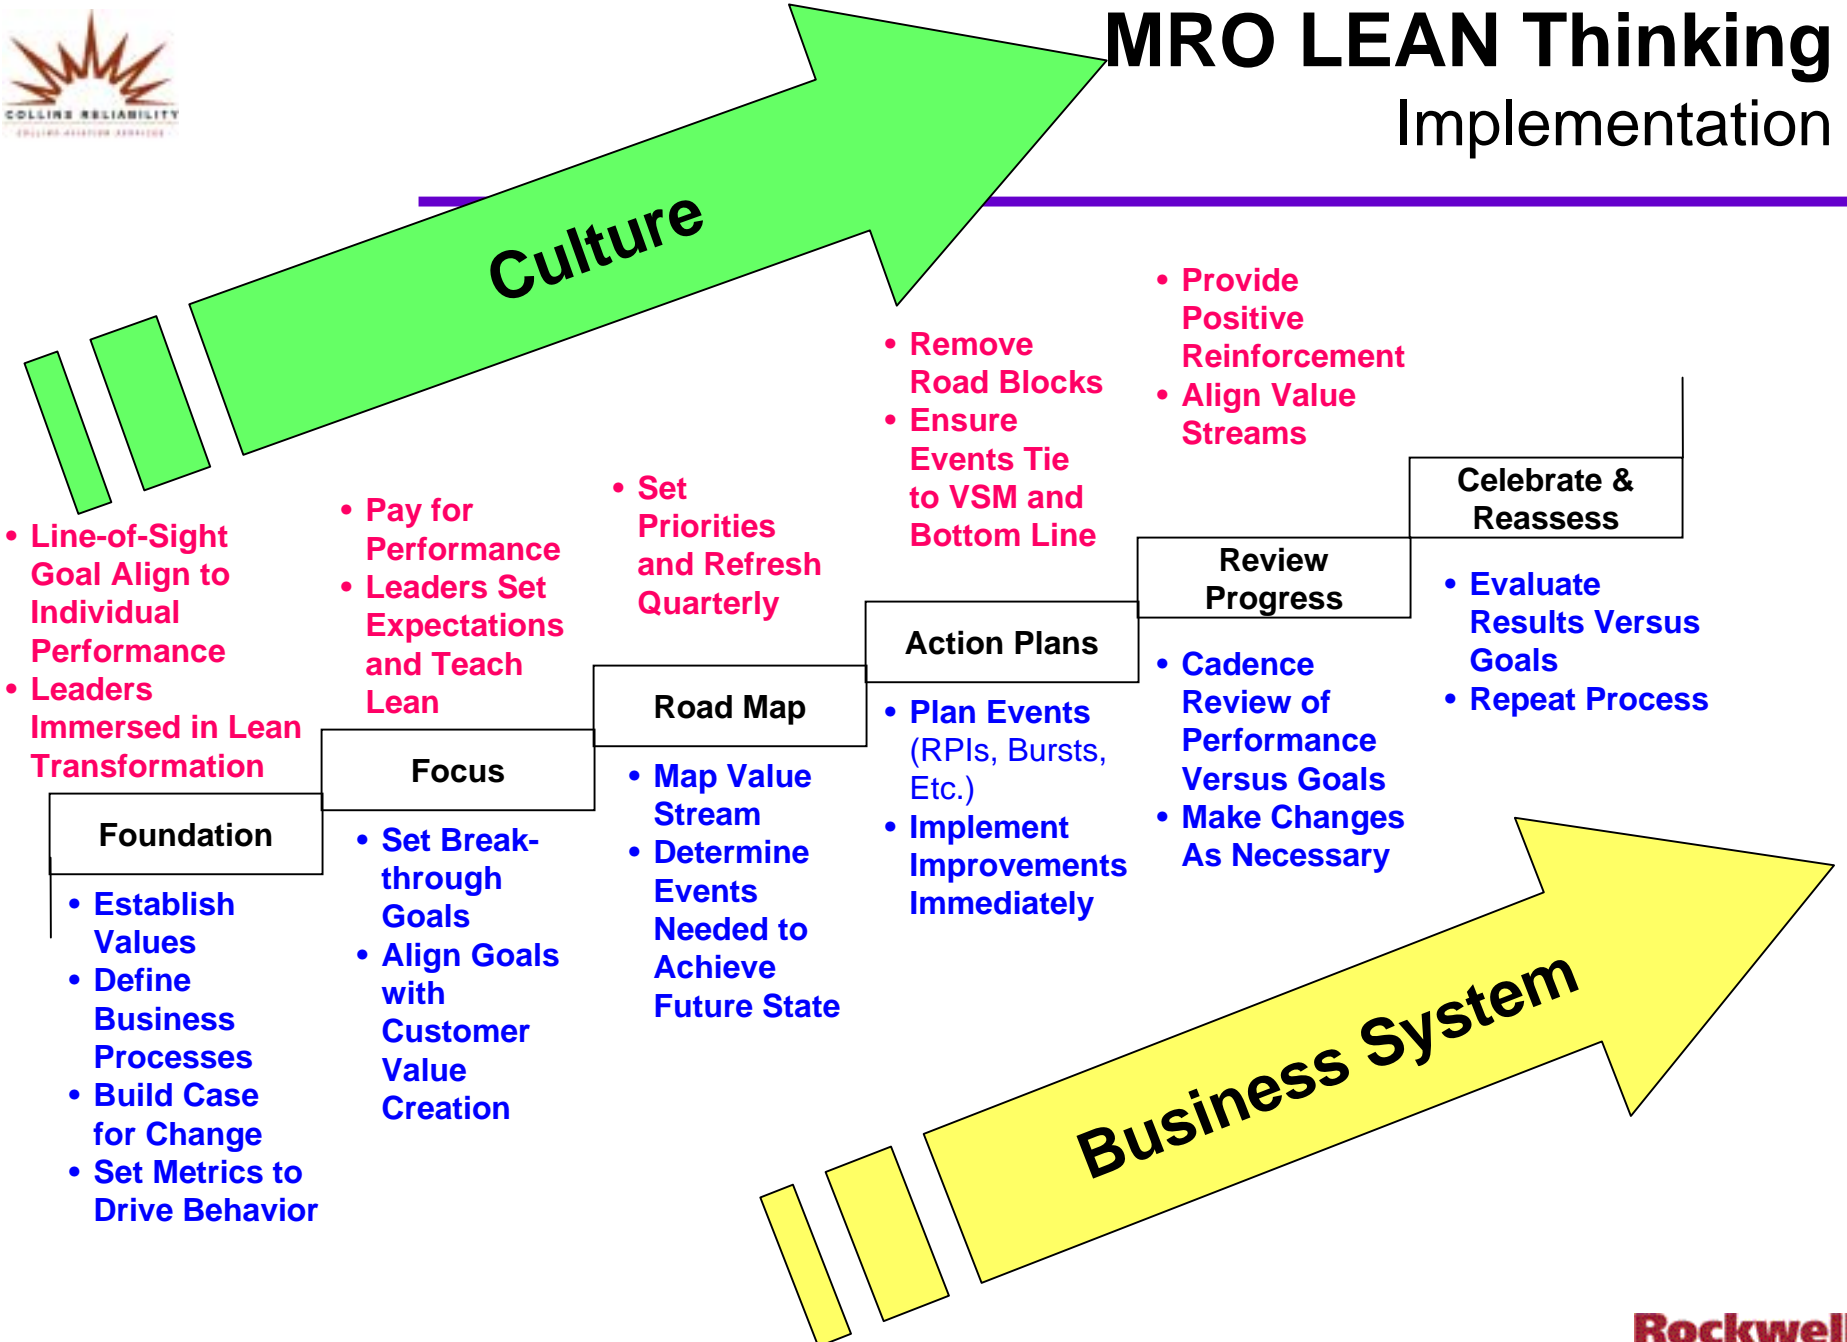 COLLINS RELIABILITY
COLLINS AVIATION SERVICES
MRO LEAN Thinking
Implementation
Culture
• Line-of-Sight
Goal Align to
Individual
Performance
• Leaders
Immersed in Lean
Transformation
Foundation
• Establish
Values
• Define
Business
Processes
• Build Case
for Change
• Set Metrics to
Drive Behavior
• Pay for
Performance
• Leaders Set
Expectations
and Teach
Lean
Focus
• Set Break-
through
Goals
• Align Goals
with
Customer
Value
Creation
• Set
Priorities
and Refresh
Quarterly
Road Map
• Map Value
Stream
• Determine
Events
Needed to
Achieve
Future State
• Remove
Road Blocks
• Ensure
Events Tie
to VSM and
Bottom Line
Action Plans
• Plan Events
(RPIs, Bursts,
Etc.)
• Implement
Improvements
Immediately
• Provide
Positive
Reinforcement
• Align Value
Streams
Review
Progress
• Cadence
Review of
Performance
Versus Goals
• Make Changes
As Necessary
Celebrate &
Reassess
• Evaluate
Results Versus
Goals
• Repeat Process
Business System
Rockwell